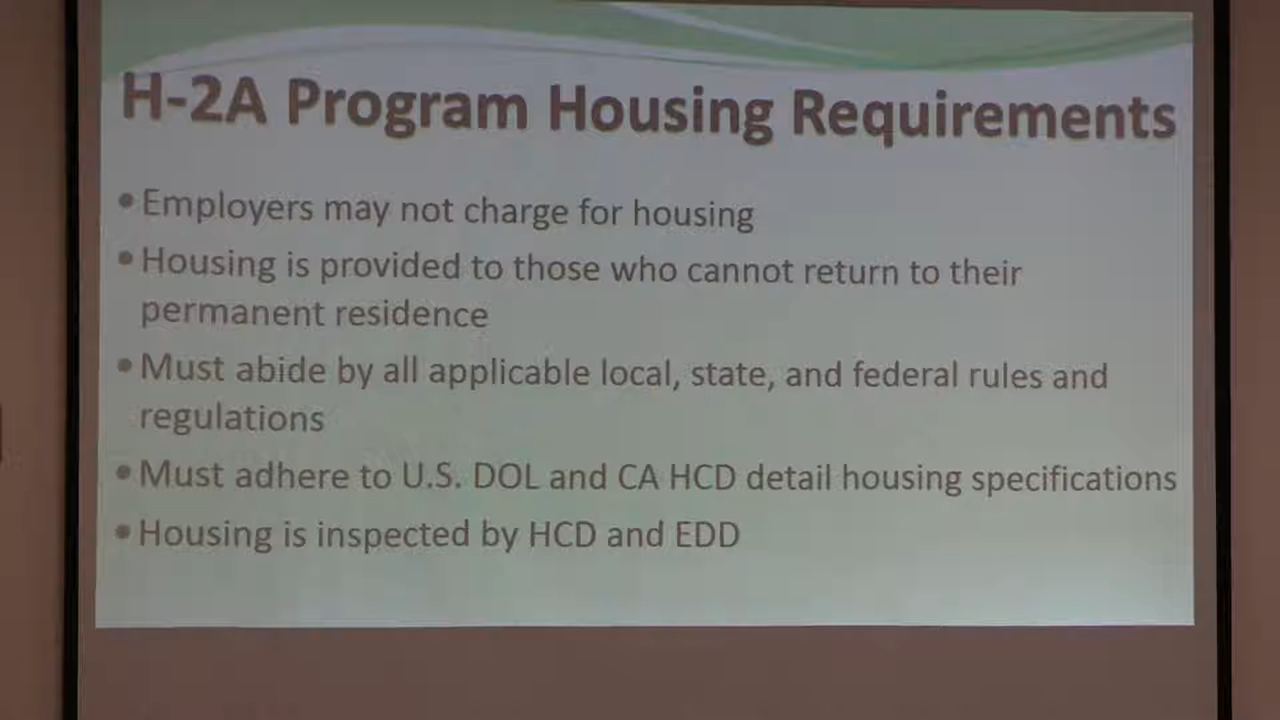 H-2A Program Housing Requirements
• Employers may not charge for housing
• Housing is provided to those who cannot return to their
permanent residence
• Must abide by all applicable local, state, and federal rules and
regulations
• Must adhere to U.S. DOL and CA HCD detail housing specifications
• Housing is inspected by HCD and EDD